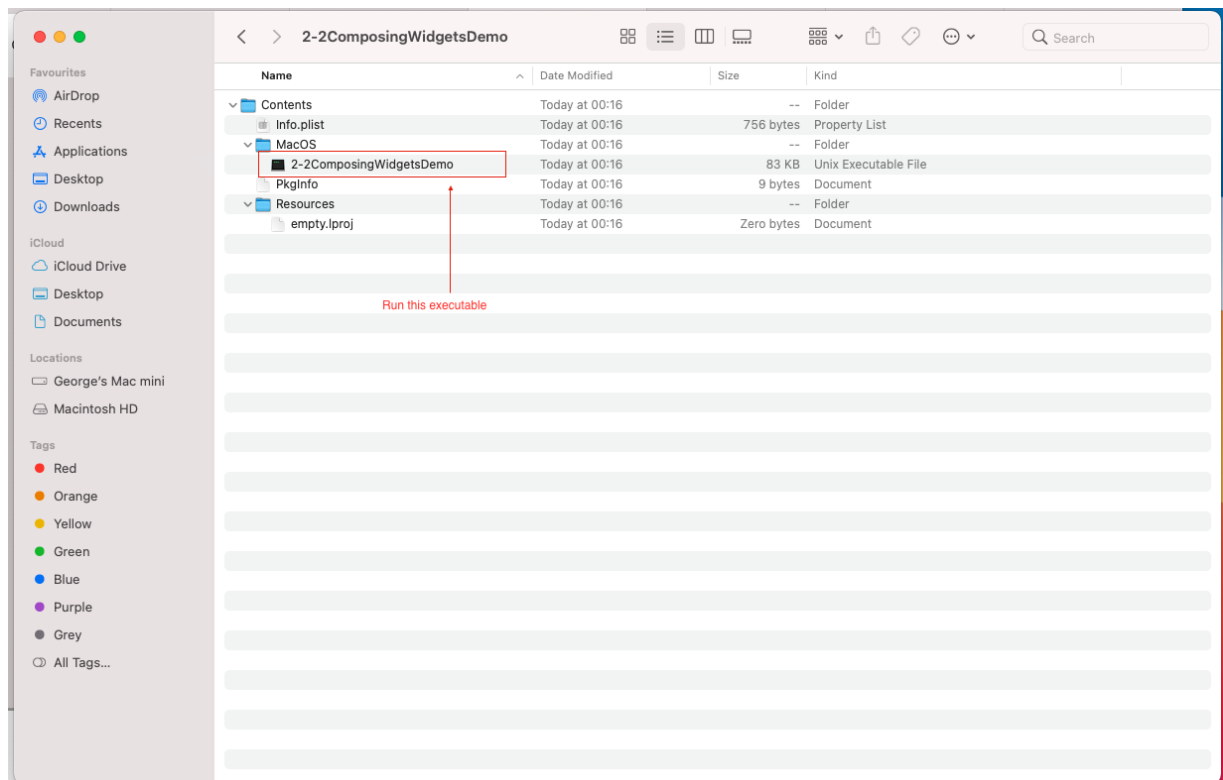 2-2ComposingWidgetsDemo
Search
Favourites
AirDrop
Recents
Applications
Desktop
Downloads
iCloud
iCloud Drive
Desktop
Documents
Locations
George's Mac mini
Macintosh HD
Tags
Red
Orange
Yellow
Green
Blue
Purple
Grey
All Tags...
Name Date Modified Size Kind
Contents Today at 00:16 -- Folder
Info.plist Today at 00:16 756 bytes Property List
MacOS Today at 00:16 -- Folder
2-2ComposingWidgetsDemo Today at 00:16 83 KB Unix Executable File
PkgInfo Today at 00:16 9 bytes Document
Resources Today at 00:16 -- Folder
empty.lproj Today at 00:16 Zero bytes Document
Run this executable